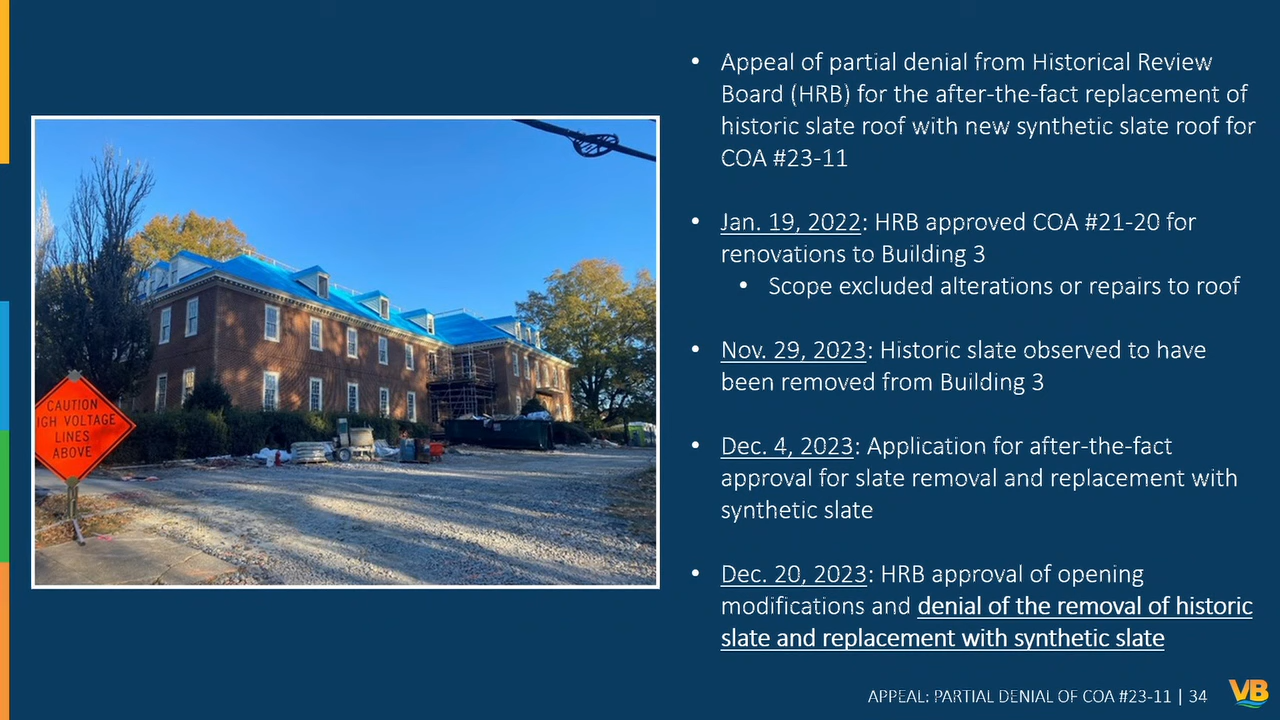 • Appeal of partial denial from Historical Review
Board (HRB) for the after-the-fact replacement of
historic slate roof with new synthetic slate roof for
COA #23-11
• Jan. 19, 2022: HRB approved COA #21-20 for
renovations to Building 3
• Scope excluded alterations or repairs to roof
• Nov. 29, 2023: Historic slate observed to have
been removed from Building 3
• Dec. 4, 2023: Application for after-the-fact
approval for slate removal and replacement with
synthetic slate
• Dec. 20, 2023: HRB approval of opening
modifications and denial of the removal of historic
slate and replacement with synthetic slate
CAUTION
IGH VOLTAGE
LINES
ABOVE
APPEAL: PARTIAL DENIAL OF COA #23-11 | 34
VB